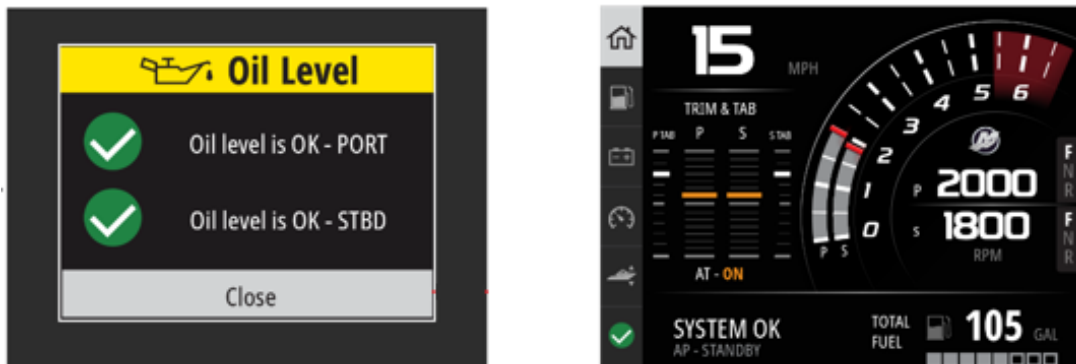 Oil Level
Oil level is OK - PORT
Oil level is OK - STBD
Close
15 MPH
TRIM & TAB
P TAB P S S TAB
AT - ON
6
5
4
3
2
1
0
P S
P 2000
S 1800
RPM
F
N
R
F
N
R
SYSTEM OK
AP - STANDBY
TOTAL FUEL 105 GAL